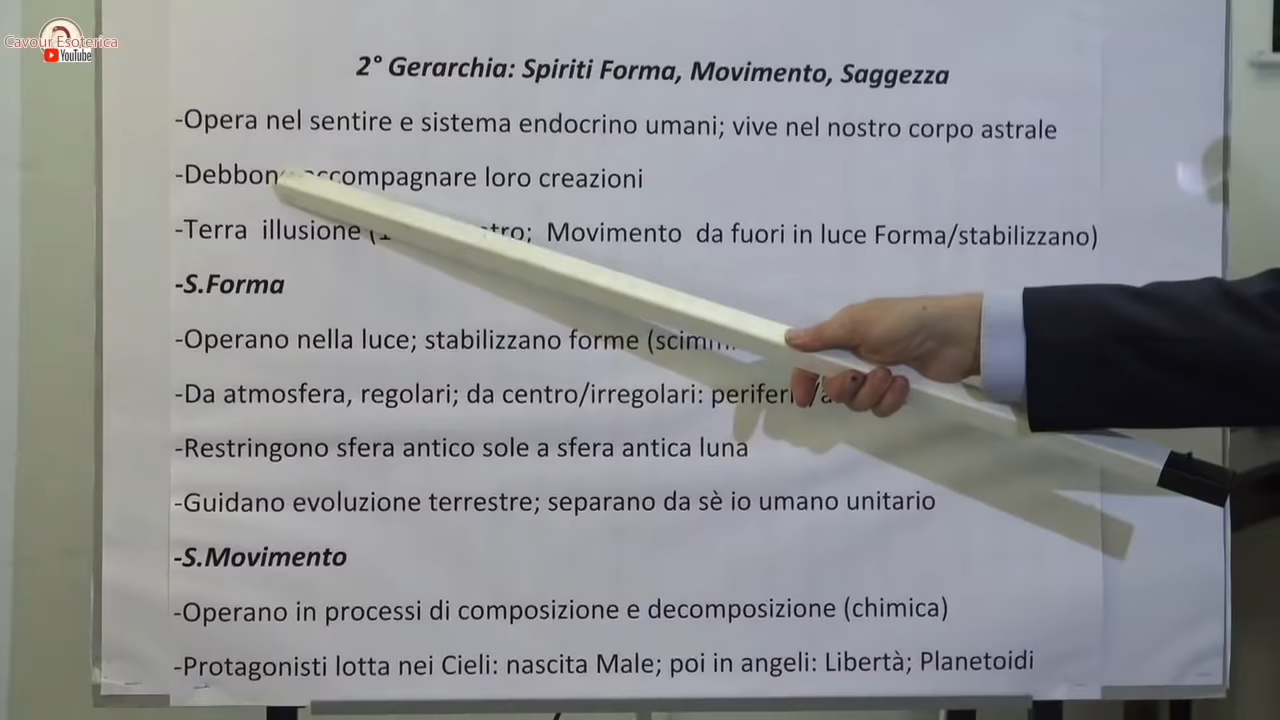 Cavour Esoterica
YouTube
2° Gerarchia: Spiriti Forma, Movimento, Saggezza
-Opera nel sentire e sistema endocrino umani; vive nel nostro corpo astrale
-Debbono accompagnare loro creazioni
-Terra illusione ( Movimento da fuori in luce Forma/stabilizzano)
-S.Forma
-Operano nella luce; stabilizzano forme (
-Da atmosfera, regolari; da centro/irregolari:
-Restringono sfera antico sole a sfera antica luna
-Guidano evoluzione terrestre; separano da sè io umano unitario
-S.Movimento
-Operano in processi di composizione e decomposizione (chimica)
-Protagonisti lotta nei Cieli: nascita Male; poi in angeli: Libertà; Planetoidi